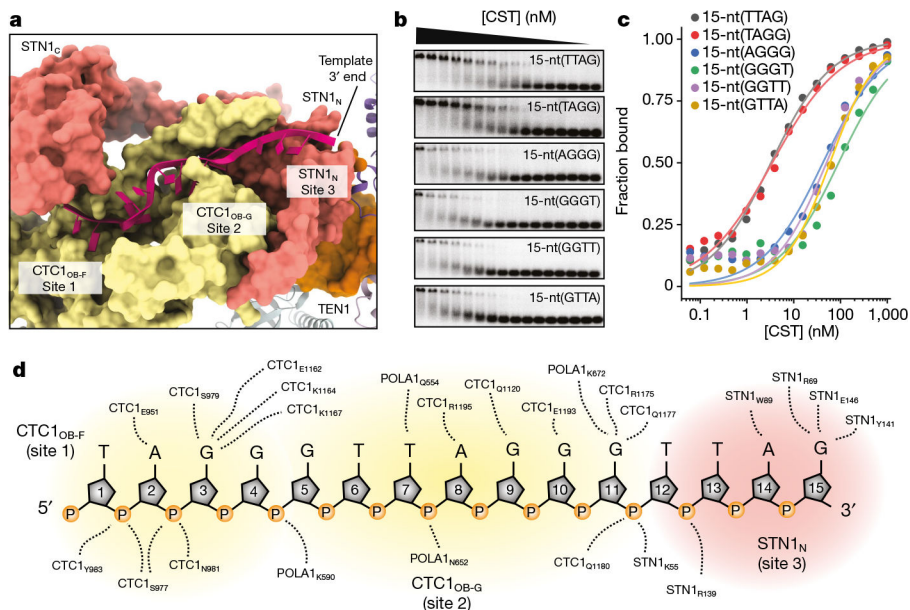 a
STN1C
Template
3′ end
STN1N
STN1N
Site 3
CTC1OB-G
Site 2
CTC1OB-F
Site 1
TEN1
b
[CST] (nM)
15-nt(TTAG)
15-nt(TAGG)
15-nt(AGGG)
15-nt(GGGT)
15-nt(GGTT)
15-nt(GTTA)
c
15-nt(TTAG)
15-nt(TAGG)
15-nt(AGGG)
15-nt(GGGT)
15-nt(GGTT)
15-nt(GTTA)
1.00
0.75
0.50
0.25
0
Fraction bound
0.1 1 10 100 1,000
[CST] (nM)
d
CTC1E1162
CTC1S979
CTC1K1164
CTC1E951
CTC1K1167
POLA1Q554
CTC1R1195
CTC1Q1120
CTC1E1193
POLA1K672
CTC1R1175
CTC1Q1177
STN1W89
STN1R69
STN1E146
STN1Y141
CTC1OB-F
(site 1)
T A G G G T T A G G G T T A G
1 2 3 4 5 6 7 8 9 10 11 12 13 14 15
5′ P P P P P P P P P P P P P P P 3′
CTC1Y983
CTC1S977
CTC1N981
POLA1K590
POLA1N652
CTC1Q1180
STN1K55
STN1R139
CTC1OB-G
(site 2)
STN1N
(site 3)